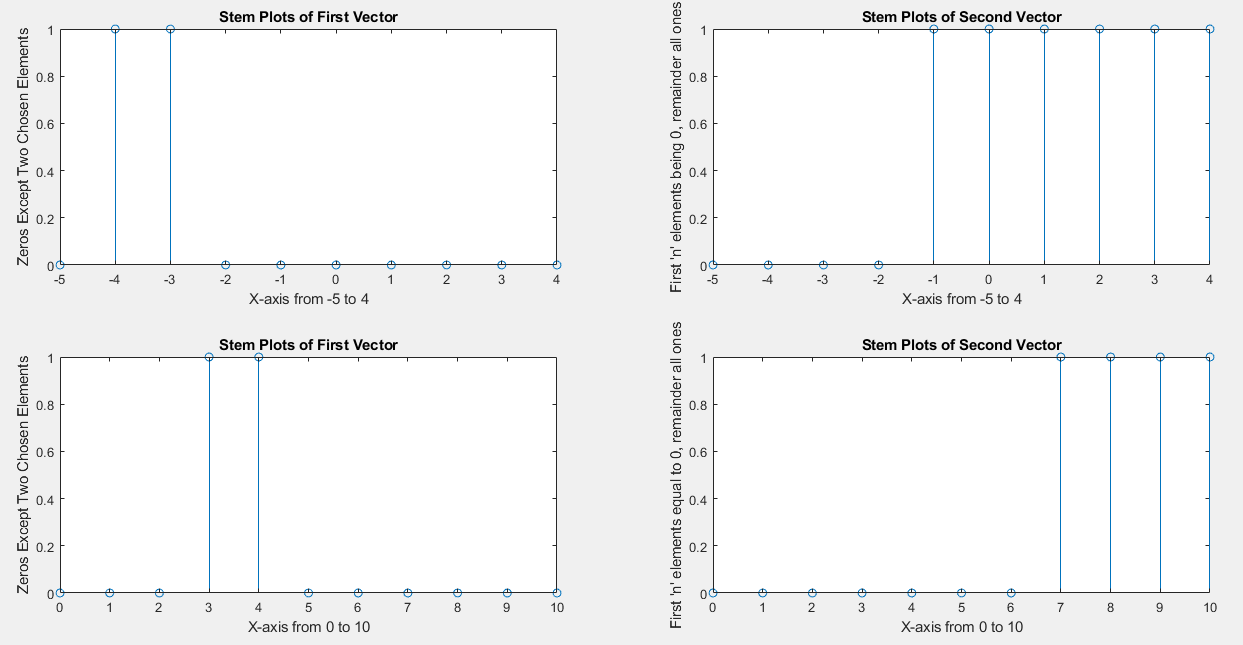 Stem Plots of First Vector
Zeros Except Two Chosen Elements
1
0.8
0.6
0.4
0.2
0
-5 -4 -3 -2 -1 0 1 2 3 4
X-axis from -5 to 4
Stem Plots of Second Vector
First 'n' elements being 0, remainder all ones
1
0.8
0.6
0.4
0.2
0
-5 -4 -3 -2 -1 0 1 2 3 4
X-axis from -5 to 4
Stem Plots of First Vector
Zeros Except Two Chosen Elements
1
0.8
0.6
0.4
0.2
0
0 1 2 3 4 5 6 7 8 9 10
X-axis from 0 to 10
Stem Plots of Second Vector
First 'n' elements equal to 0, remainder all ones
1
0.8
0.6
0.4
0.2
0
0 1 2 3 4 5 6 7 8 9 10
X-axis from 0 to 10